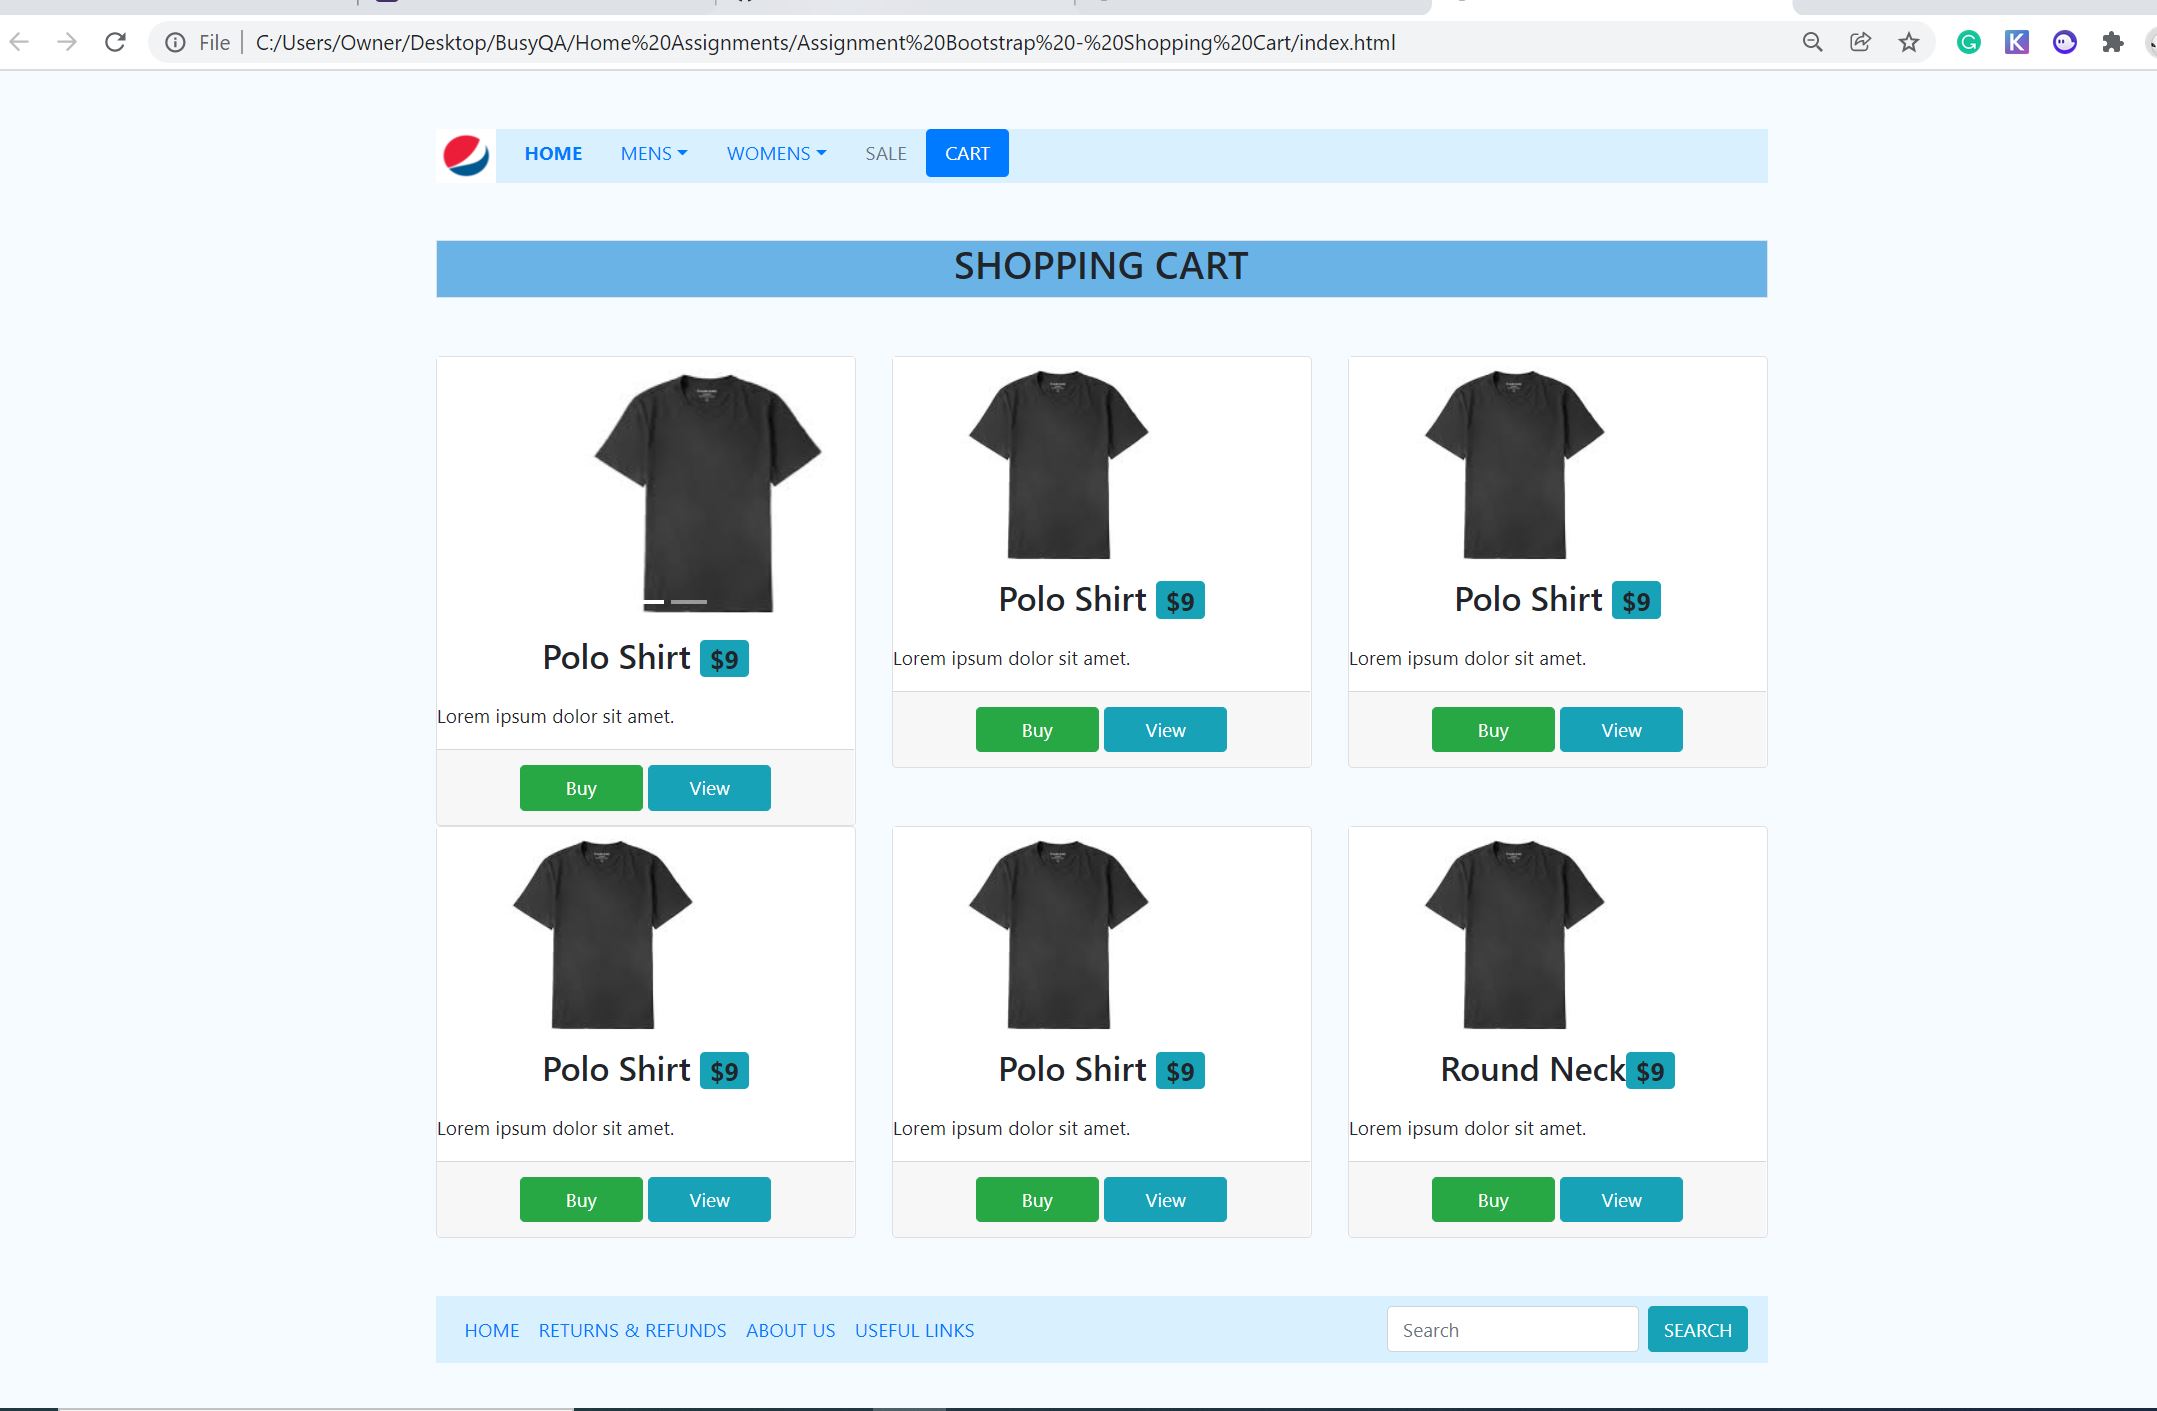 File C:/Users/Owner/Desktop/BusyQA/Home%20Assignments/Assignment%20Bootstrap%20-%20Shopping%20Cart/index.html
HOME MENS WOMENS SALE CART
SHOPPING CART
Polo Shirt $9
Lorem ipsum dolor sit amet.
Buy View
Polo Shirt $9
Lorem ipsum dolor sit amet.
Buy View
Polo Shirt $9
Lorem ipsum dolor sit amet.
Buy View
Polo Shirt $9
Lorem ipsum dolor sit amet.
Buy View
Polo Shirt $9
Lorem ipsum dolor sit amet.
Buy View
Round Neck$9
Lorem ipsum dolor sit amet.
Buy View
HOME RETURNS & REFUNDS ABOUT US USEFUL LINKS Search SEARCH